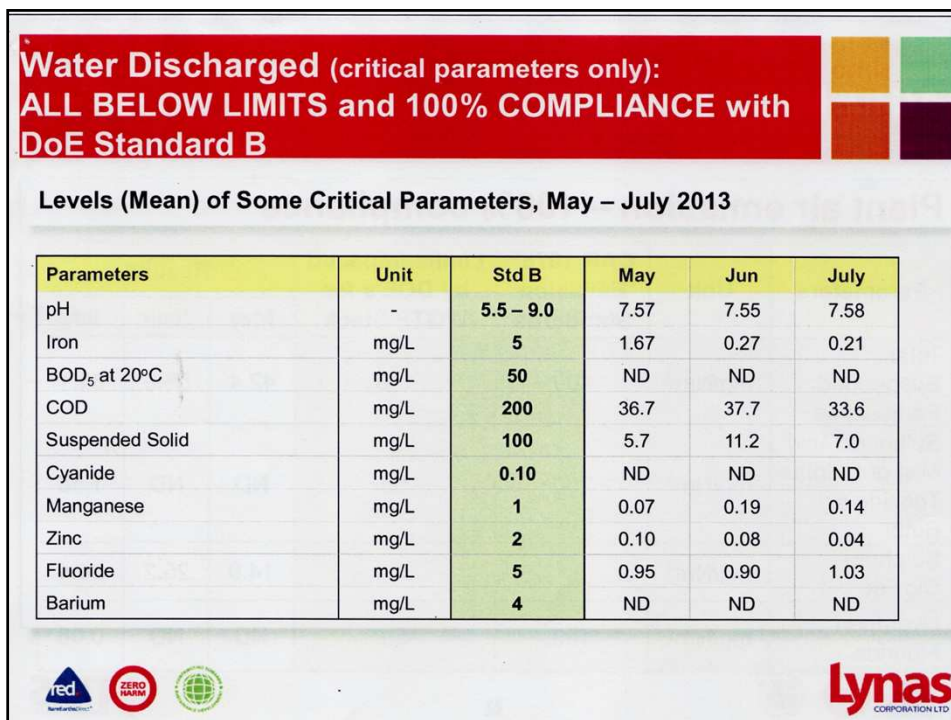 Water Discharged (critical parameters only):
ALL BELOW LIMITS and 100% COMPLIANCE with
DoE Standard B
Levels (Mean) of Some Critical Parameters, May – July 2013
Parameters Unit Std B May Jun July
pH 5.5 – 9.0 7.57 7.55 7.58
Iron mg/L 5 1.67 0.27 0.21
BOD₅ at 20°C mg/L 50 ND ND ND
COD mg/L 200 36.7 37.7 33.6
Suspended Solid mg/L 100 5.7 11.2 7.0
Cyanide mg/L 0.10 ND ND ND
Manganese mg/L 1 0.07 0.19 0.14
Zinc mg/L 2 0.10 0.08 0.04
Fluoride mg/L 5 0.95 0.90 1.03
Barium mg/L 4 ND ND ND
red
ZERO
HARM
Lynas
CORPORATION LTD